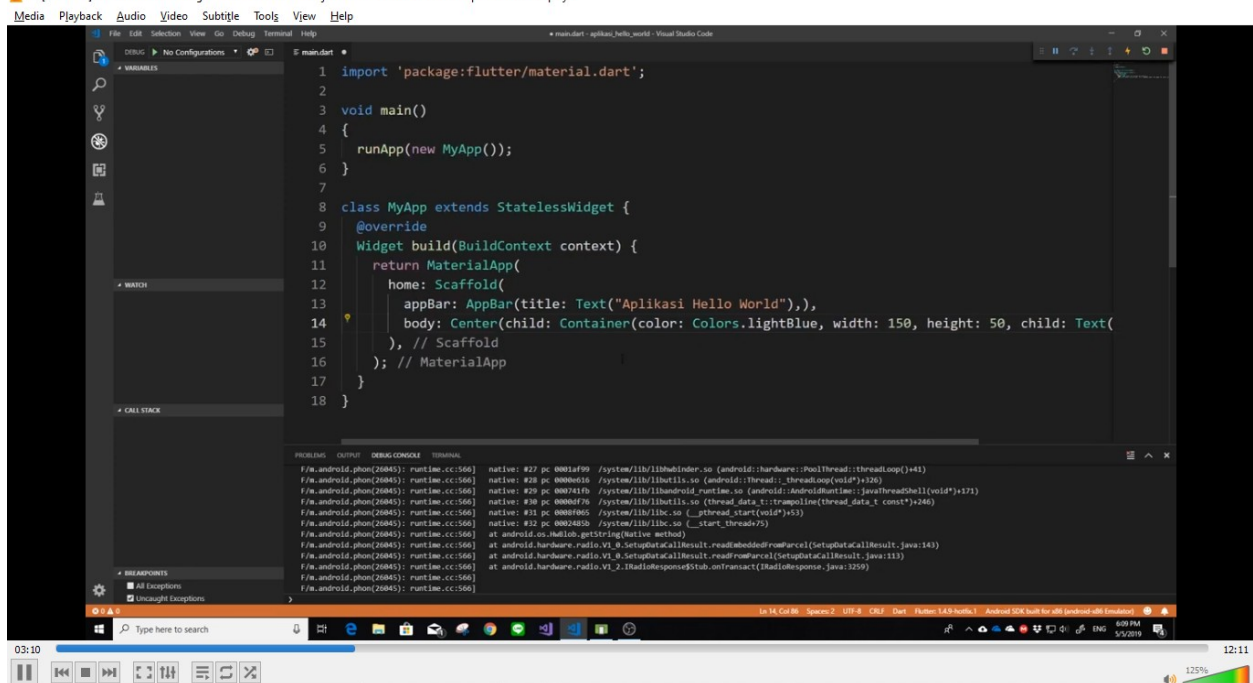 Media Playback Audio Video Subtitle Tools View Help
File Edit Selection View Go Debug Terminal Help
● main.dart - aplikasi_hello_world - Visual Studio Code
DEBUG No Configurations
main.dart ●
VARIABLES
1 import 'package:flutter/material.dart';
2
3 void main()
4 {
5 runApp(new MyApp());
6 }
7
8 class MyApp extends StatelessWidget {
9 @override
10 Widget build(BuildContext context) {
11 return MaterialApp(
12 home: Scaffold(
13 appBar: AppBar(title: Text("Aplikasi Hello World"),),
14 body: Center(child: Container(color: Colors.lightBlue, width: 150, height: 50, child: Text(
15 ), // Scaffold
16 ); // MaterialApp
17 }
18 }
WATCH
CALL STACK
PROBLEMS OUTPUT DEBUG CONSOLE TERMINAL
F/m.android.phon(26045): runtime.cc:566] native: #27 pc 0001af99 /system/lib/libhwbinder.so (android::hardware::PoolThread::threadLoop()+41)
F/m.android.phon(26045): runtime.cc:566] native: #28 pc 0000e616 /system/lib/libutils.so (android::Thread::_threadLoop(void*)+326)
F/m.android.phon(26045): runtime.cc:566] native: #29 pc 000741fb /system/lib/libandroid_runtime.so (android::AndroidRuntime::javaThreadShell(void*)+171)
F/m.android.phon(26045): runtime.cc:566] native: #30 pc 0000df76 /system/lib/libutils.so (thread_data_t::trampoline(thread_data_t const*)+246)
F/m.android.phon(26045): runtime.cc:566] native: #31 pc 0008f065 /system/lib/libc.so (__pthread_start(void*)+53)
F/m.android.phon(26045): runtime.cc:566] native: #32 pc 0002485b /system/lib/libc.so (__start_thread+75)
F/m.android.phon(26045): runtime.cc:566] at android.os.HwBlob.getString(Native method)
F/m.android.phon(26045): runtime.cc:566] at android.hardware.radio.V1_0.SetupDataCallResult.readEmbeddedFromParcel(SetupDataCallResult.java:143)
F/m.android.phon(26045): runtime.cc:566] at android.hardware.radio.V1_0.SetupDataCallResult.readFromParcel(SetupDataCallResult.java:113)
F/m.android.phon(26045): runtime.cc:566] at android.hardware.radio.V1_2.IRadioResponse$Stub.onTransact(IRadioResponse.java:3259)
F/m.android.phon(26045): runtime.cc:566]
F/m.android.phon(26045): runtime.cc:566]
BREAKPOINTS
All Exceptions
Uncaught Exceptions
>
0 0 Ln 14, Col 86 Spaces: 2 UTF-8 CRLF Dart Flutter: 1.4.9-hotfix.1 Android SDK built for x86 (android-x86 Emulator)
Type here to search
ENG 6:09 PM
5/5/2019
03:10 12:11
125%